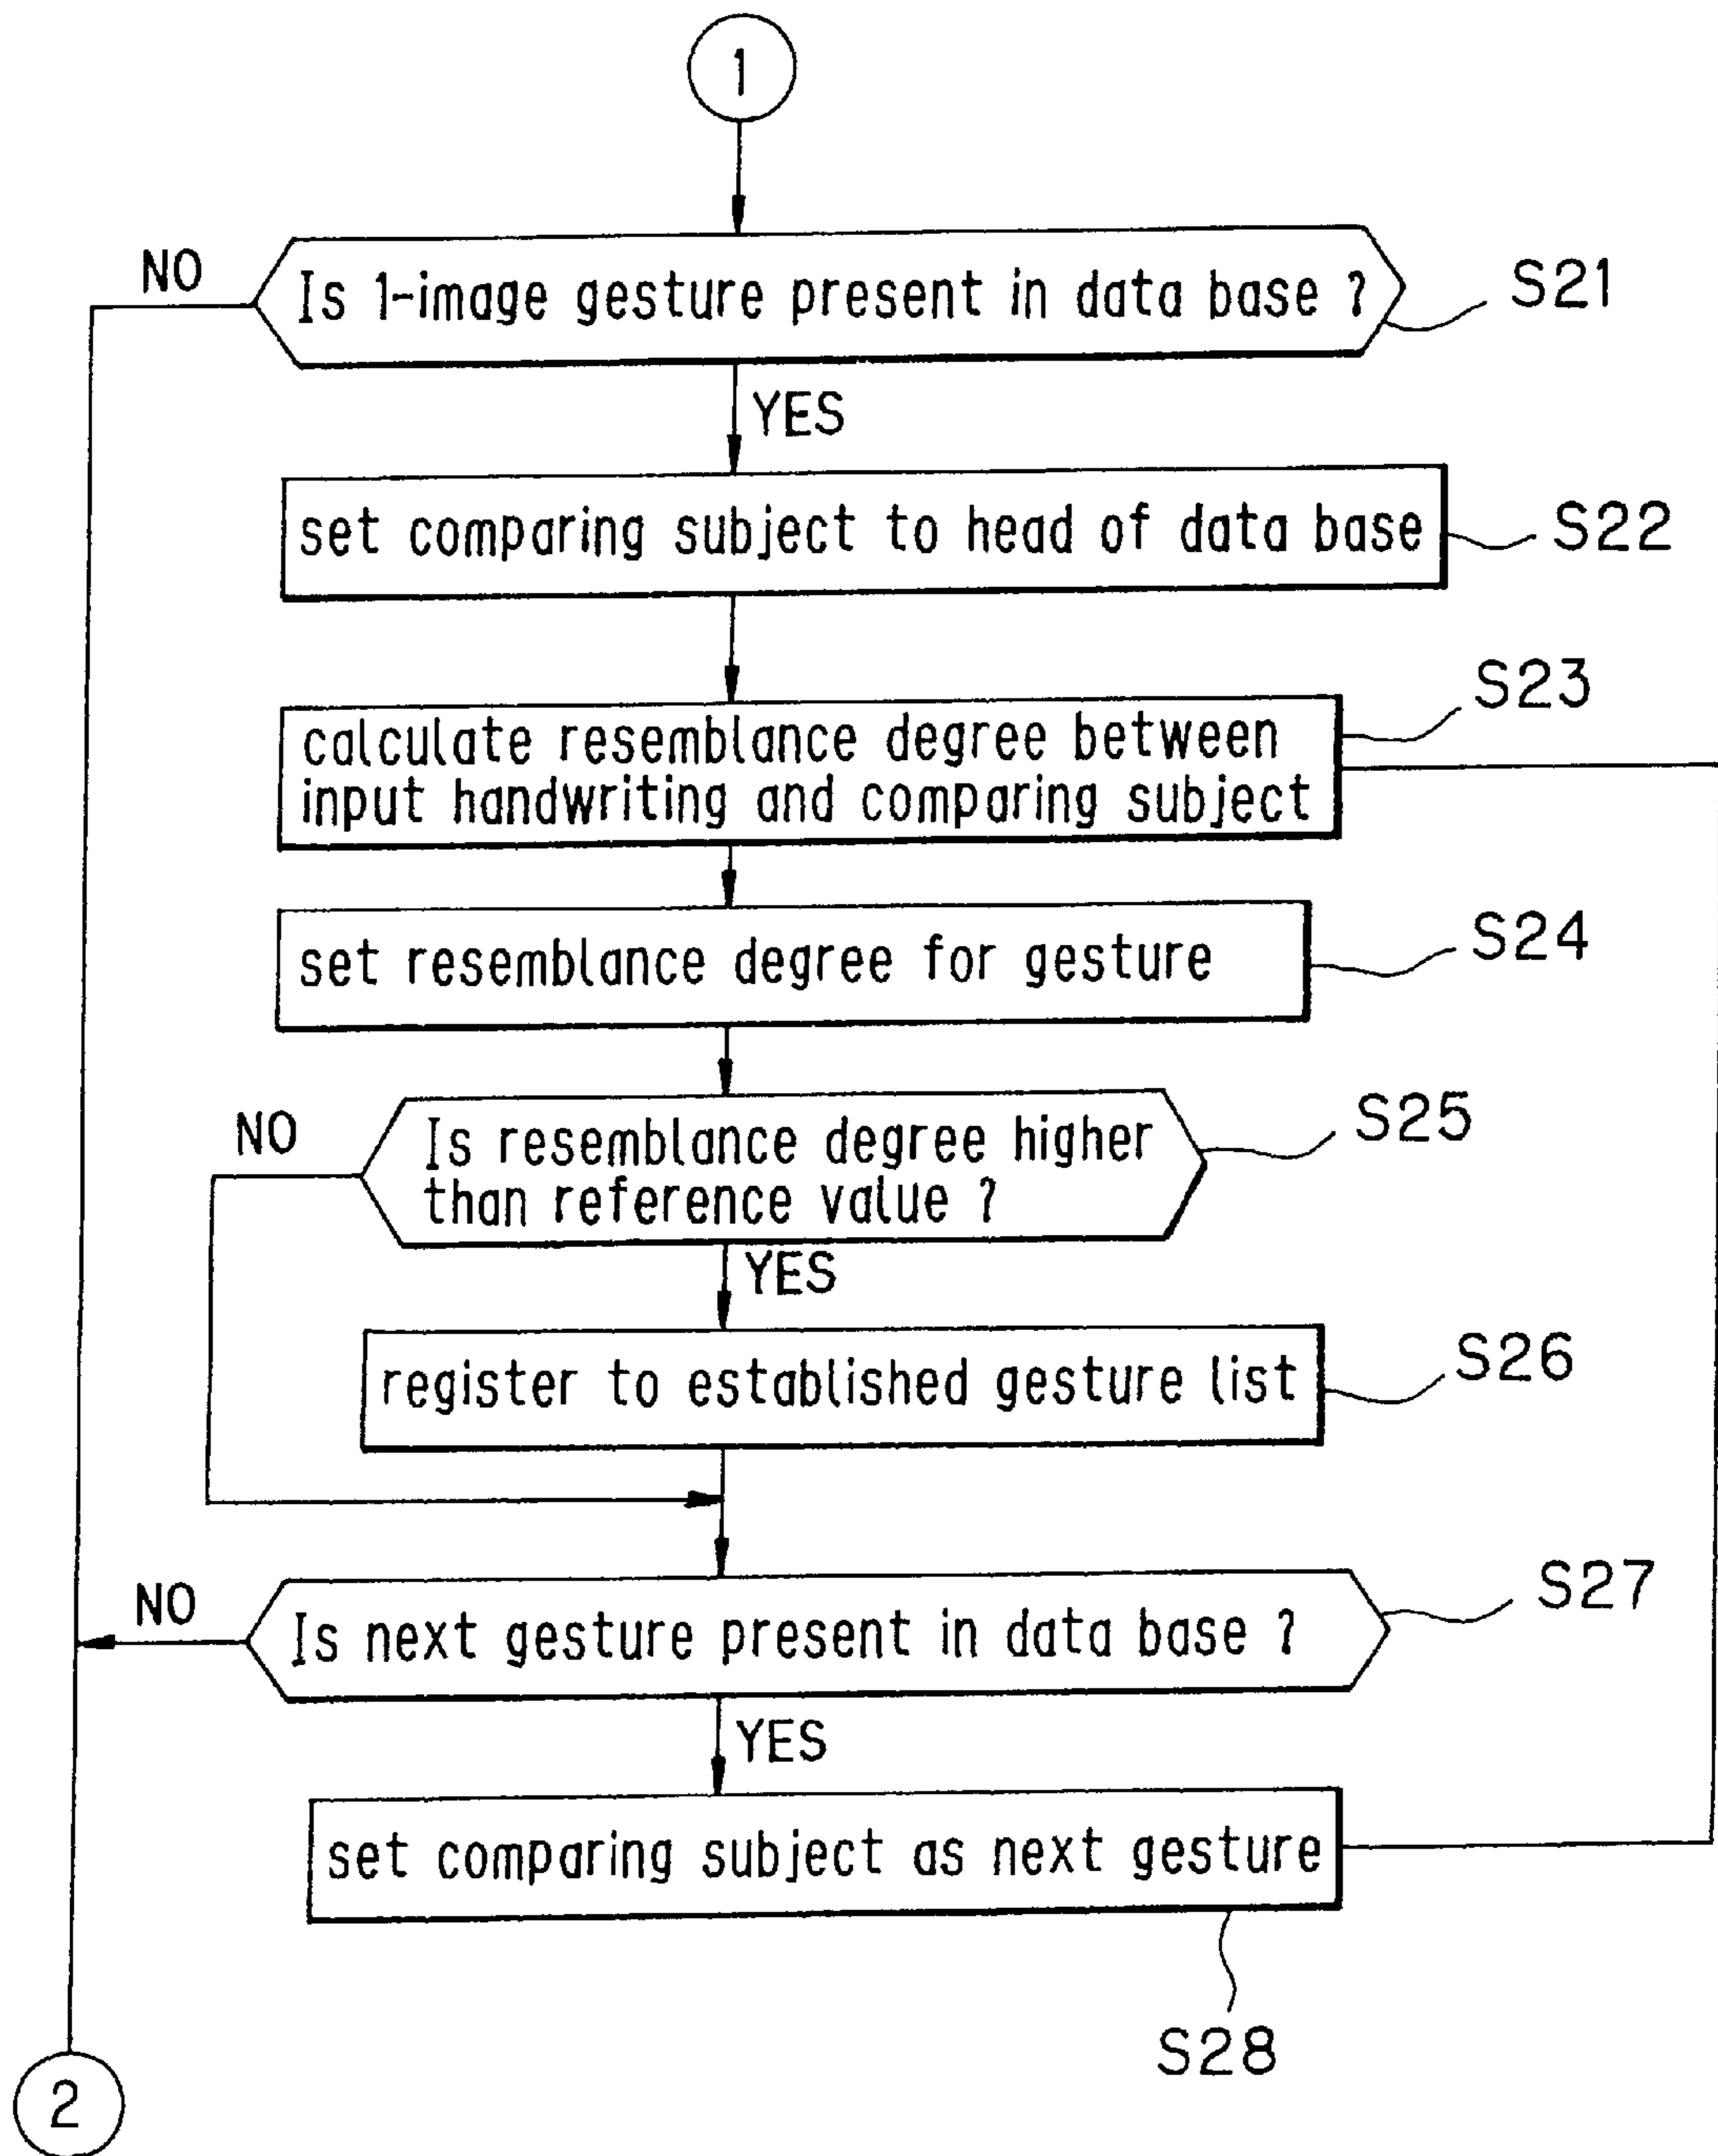 1
NO
Is 1-image gesture present in data base ?
S21
YES
set comparing subject to head of data base
S22
S23
calculate resemblance degree between
input handwriting and comparing subject
set resemblance degree for gesture
S24
NO
Is resemblance degree higher
than reference value ?
S25
YES
register to established gesture list
S26
NO
Is next gesture present in data base ?
S27
YES
set comparing subject as next gesture
S28
2